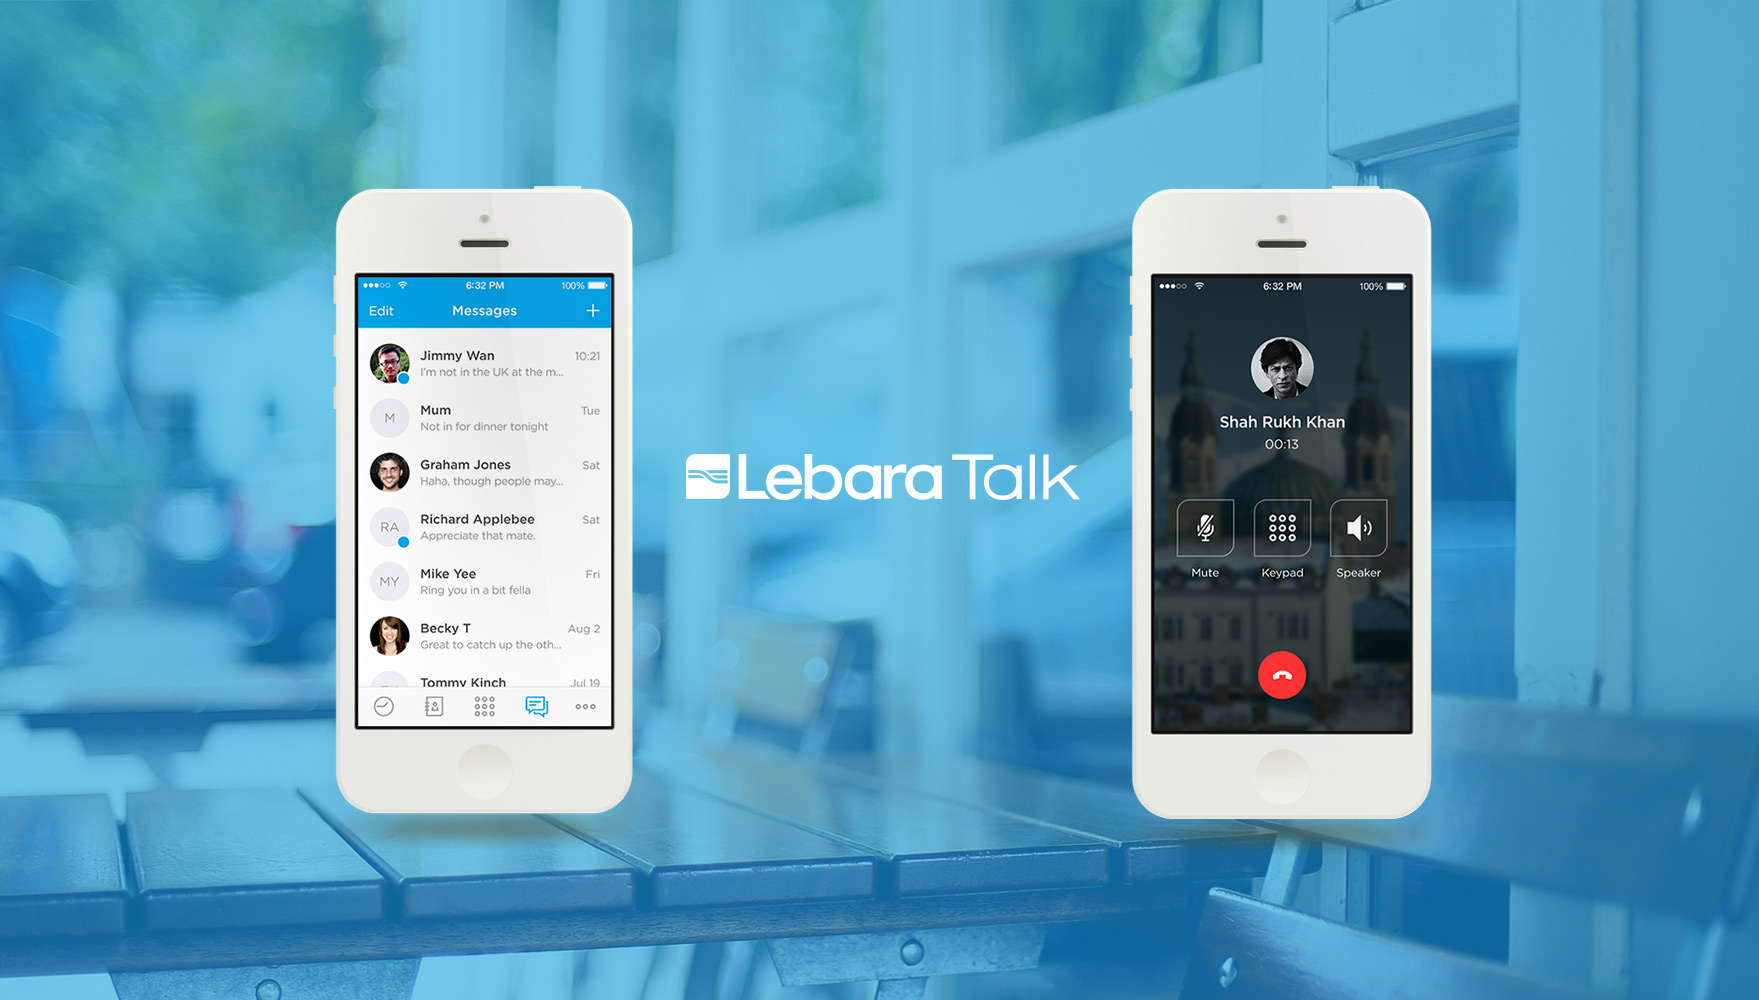 6:32 PM
100%
Edit
Messages
Jimmy Wan
10:21
I'm not in the UK at the m...
M
Mum
Tue
Not in for dinner tonight
Graham Jones
Sat
Haha, though people may...
RA
Richard Applebee
Sat
Appreciate that mate.
MY
Mike Yee
Fri
Ring you in a bit fella
Becky T
Aug 2
Great to catch up the oth...
Tommy Kinch
Jul 19
Lebara Talk
6:32 PM
100%
Shah Rukh Khan
00:13
Mute
Keypad
Speaker